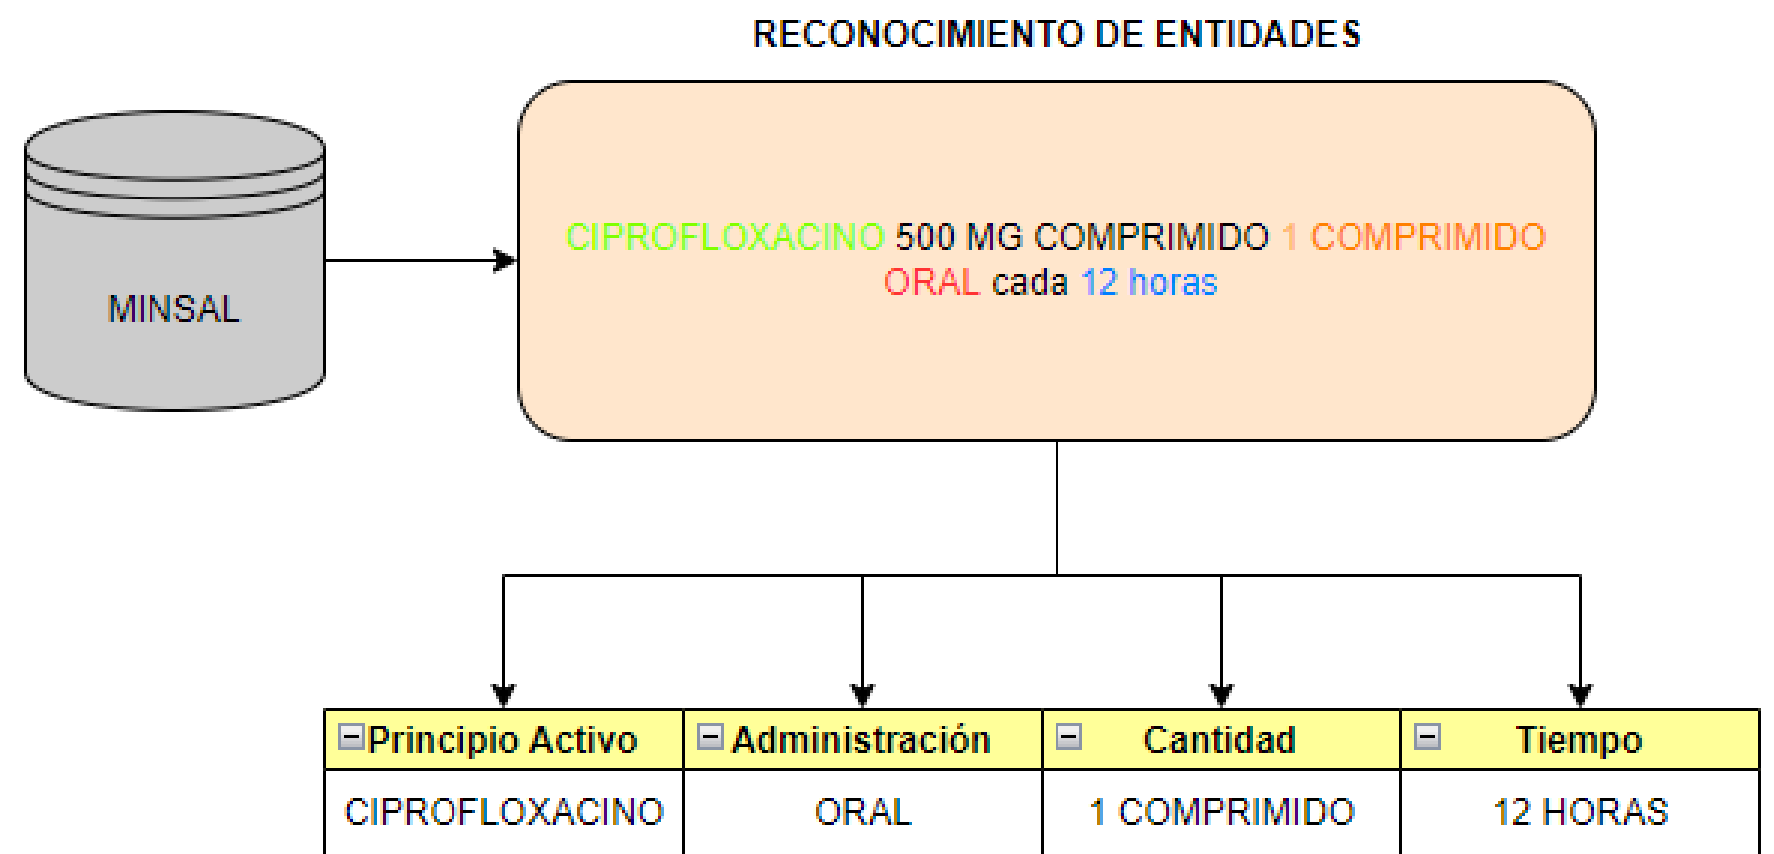 RECONOCIMIENTO DE ENTIDADES
MINSAL
CIPROFLOXACINO 500 MG COMPRIMIDO 1 COMPRIMIDO
ORAL cada 12 horas
Principio Activo
Administración
Cantidad
Tiempo
CIPROFLOXACINO
ORAL
1 COMPRIMIDO
12 HORAS